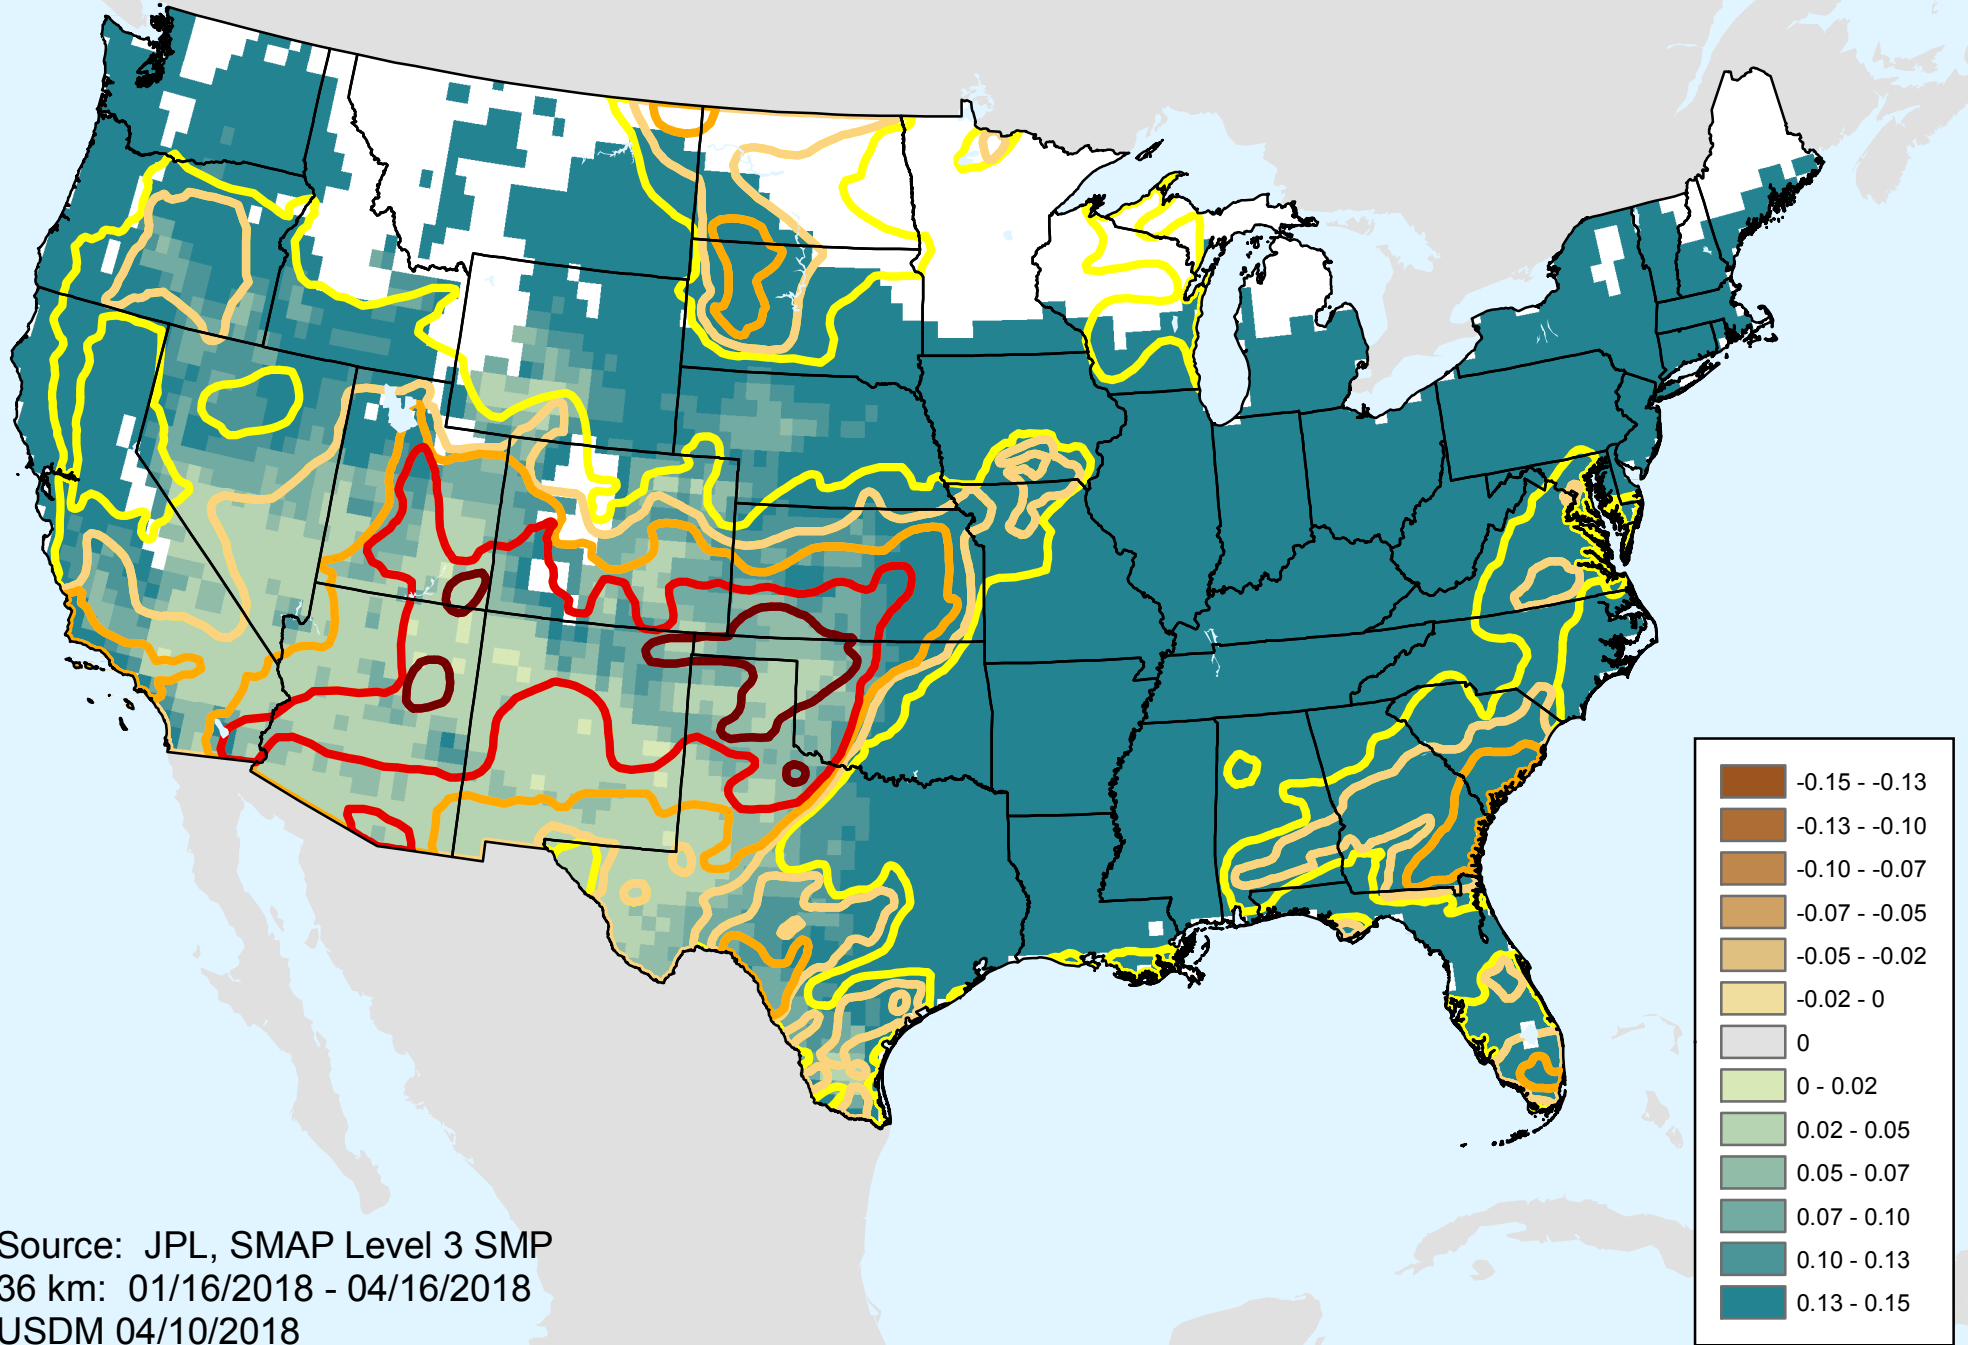 -0.15 - -0.13
-0.13 - -0.10
-0.10 - -0.07
-0.07 - -0.05
-0.05 - -0.02
-0.02 - 0
0
0 - 0.02
0.02 - 0.05
0.05 - 0.07
0.07 - 0.10
0.10 - 0.13
0.13 - 0.15
Source: JPL, SMAP Level 3 SMP
36 km: 01/16/2018 - 04/16/2018
USDM 04/10/2018